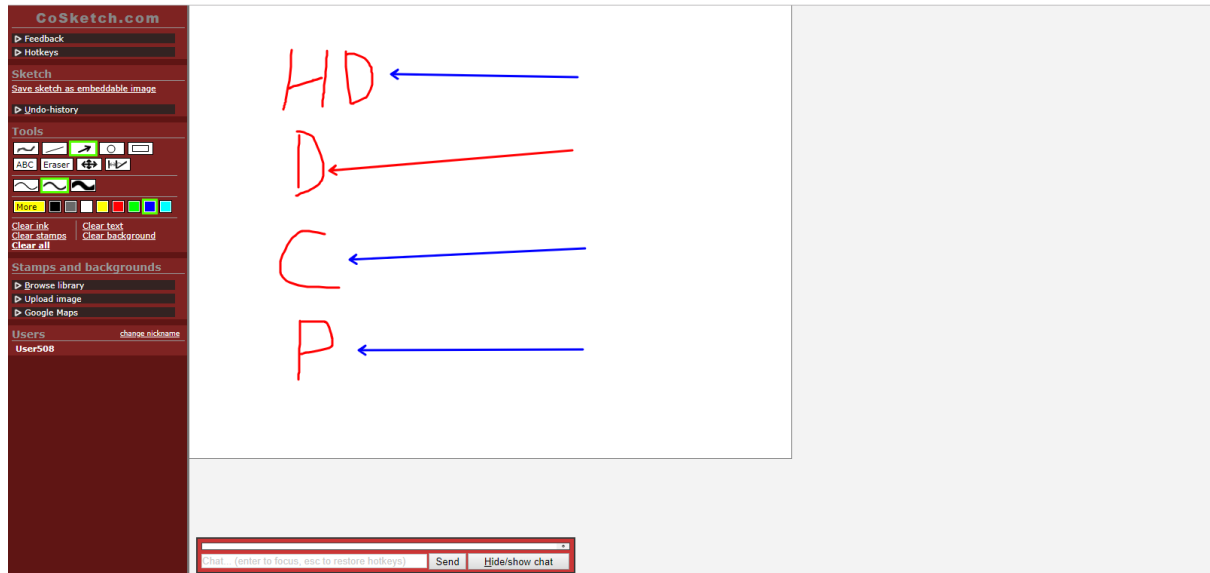 CoSketch.com
Feedback
Hotkeys
Sketch
Save sketch as embeddable image
Undo-history
Tools
ABC Eraser
More
Clear ink Clear text
Clear stamps Clear background
Clear all
Stamps and backgrounds
Browse library
Upload image
Google Maps
Users change nickname
User508
HD
D
C
P
Chat... (enter to focus, esc to restore hotkeys) Send Hide/show chat